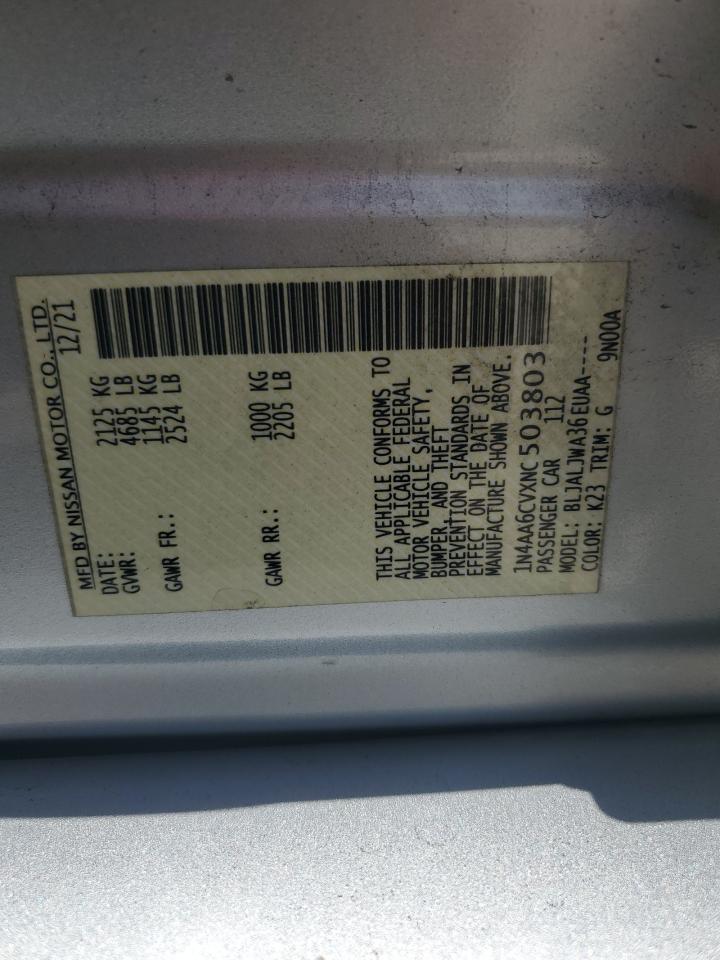 MFD BY NISSAN MOTOR CO., LTD.
DATE: 12/21
GVWR: 2125 KG
4685 LB
GAWR FR.: 1145 KG
2524 LB
GAWR RR.: 1000 KG
2205 LB
THIS VEHICLE CONFORMS TO
ALL APPLICABLE FEDERAL
MOTOR VEHICLE SAFETY,
BUMPER, AND THEFT
PREVENTION STANDARDS IN
EFFECT ON THE DATE OF
MANUFACTURE SHOWN ABOVE.
1N4AA6CVXNC503803
PASSENGER CAR 112
MODEL: BLJALJWA36EUAA----
COLOR: K23 TRIM: G 9N00A